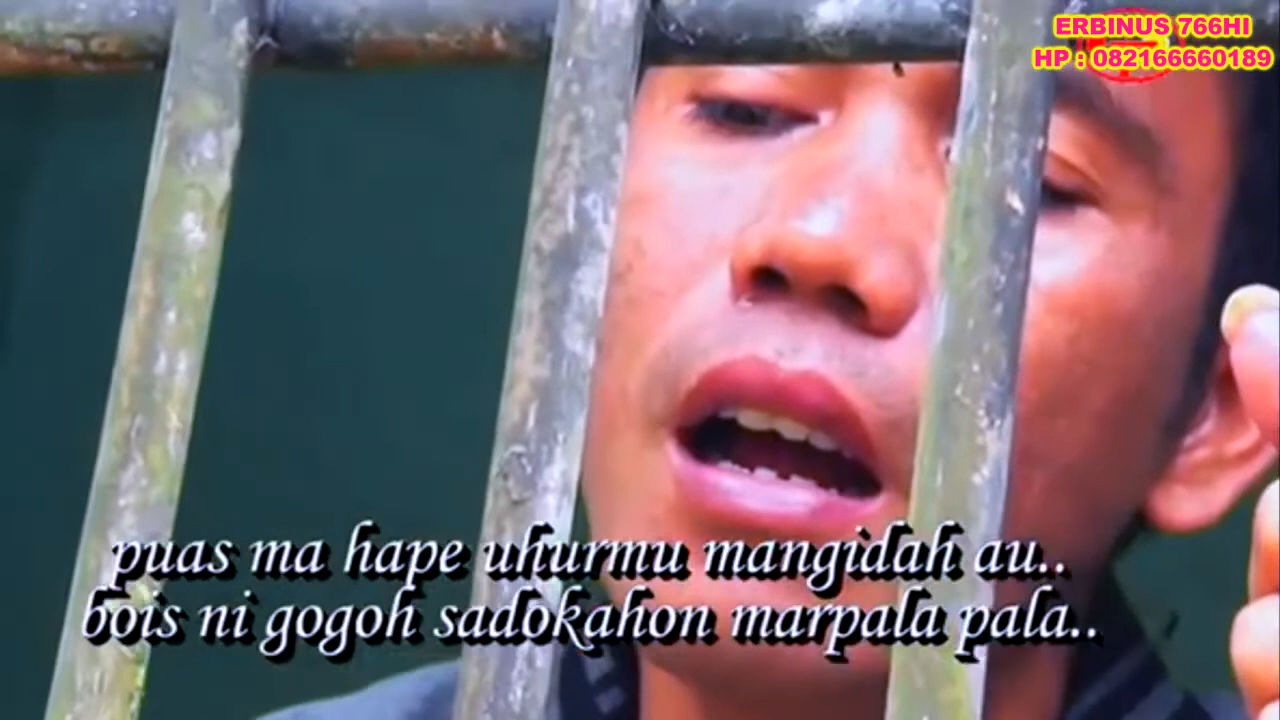 ERBINUS 766HI
HP : 082166660189
puas ma hape uhurmu mangidah au..
bois ni gogoh sadokahon marpala pala..